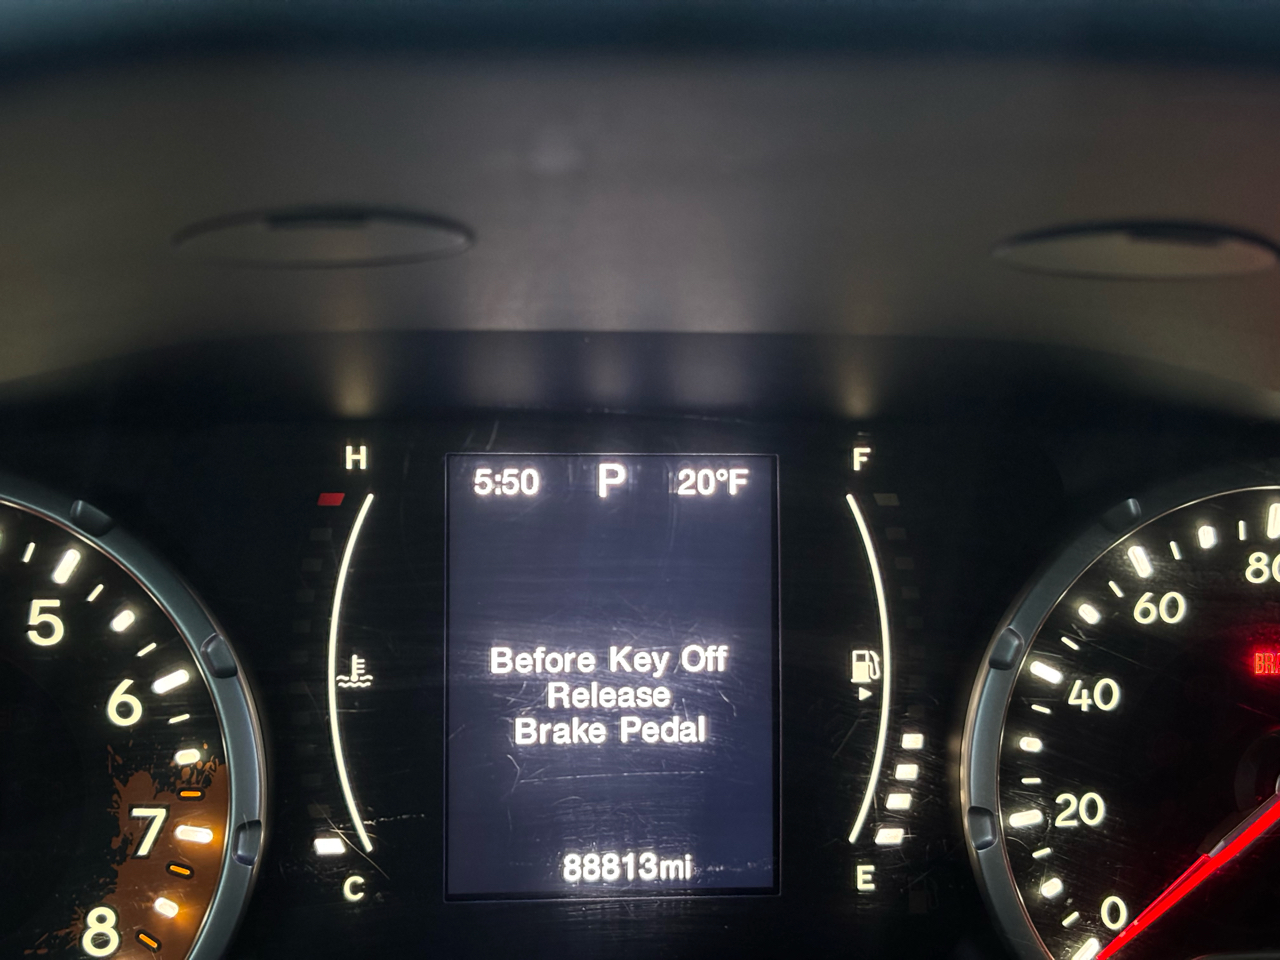 H
F
5:50 P 20°F
5
6
7
8
Before Key Off
Release
Brake Pedal
88813mi
C
E
80
60
40
20
0